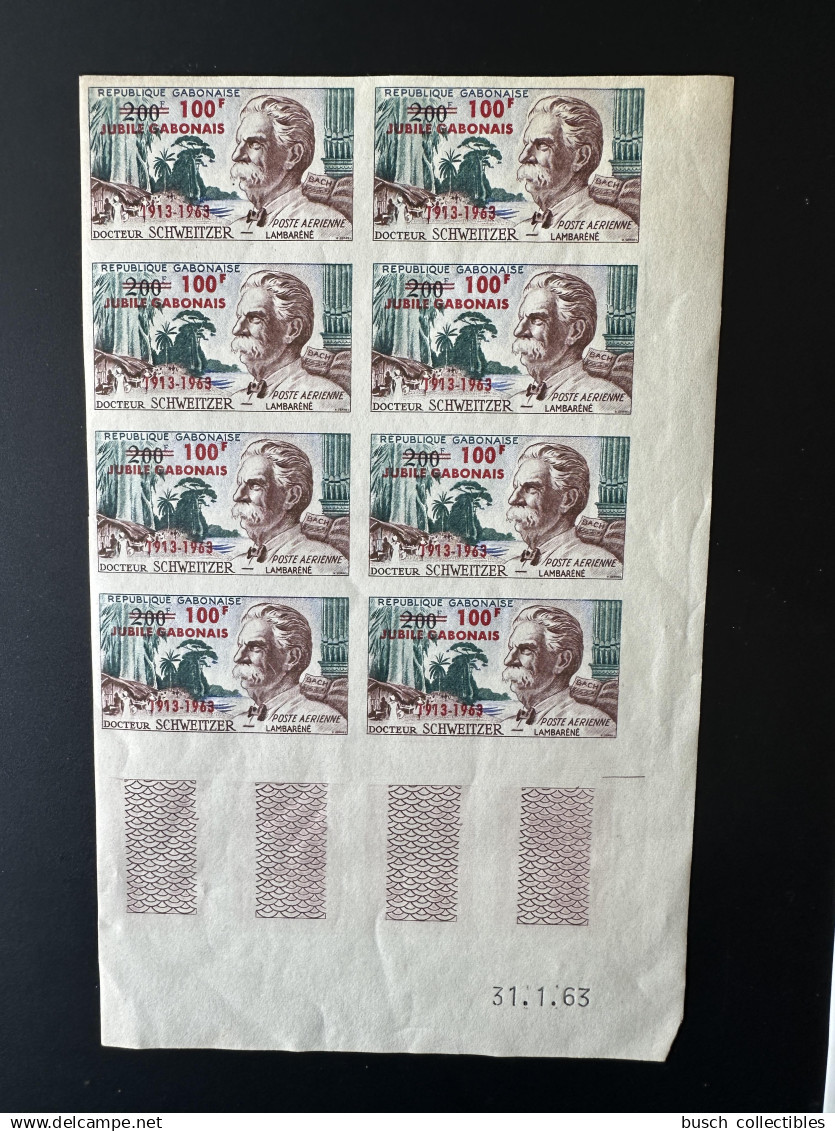 REPUBLIQUE GABONAISE
200F 100F
JUBILE GABONAIS
BACH
1913-1963
POSTE AERIENNE
DOCTEUR SCHWEITZER
LAMBARÉNÉ
REPUBLIQUE GABONAISE
200F 100F
JUBILE GABONAIS
BACH
1913-1963
POSTE AERIENNE
DOCTEUR SCHWEITZER
LAMBARÉNÉ
REPUBLIQUE GABONAISE
200F 100F
JUBILE GABONAIS
BACH
1913-1963
POSTE AERIENNE
DOCTEUR SCHWEITZER
LAMBARÉNÉ
REPUBLIQUE GABONAISE
200F 100F
JUBILE GABONAIS
BACH
1913-1963
POSTE AERIENNE
DOCTEUR SCHWEITZER
LAMBARÉNÉ
REPUBLIQUE GABONAISE
200F 100F
JUBILE GABONAIS
BACH
1913-1963
POSTE AERIENNE
DOCTEUR SCHWEITZER
LAMBARÉNÉ
REPUBLIQUE GABONAISE
200F 100F
JUBILE GABONAIS
BACH
1913-1963
POSTE AERIENNE
DOCTEUR SCHWEITZER
LAMBARÉNÉ
REPUBLIQUE GABONAISE
200F 100F
JUBILE GABONAIS
BACH
1913-1963
POSTE AERIENNE
DOCTEUR SCHWEITZER
LAMBARÉNÉ
REPUBLIQUE GABONAISE
200F 100F
JUBILE GABONAIS
BACH
1913-1963
POSTE AERIENNE
DOCTEUR SCHWEITZER
LAMBARÉNÉ
31.1.63
busch collectibles